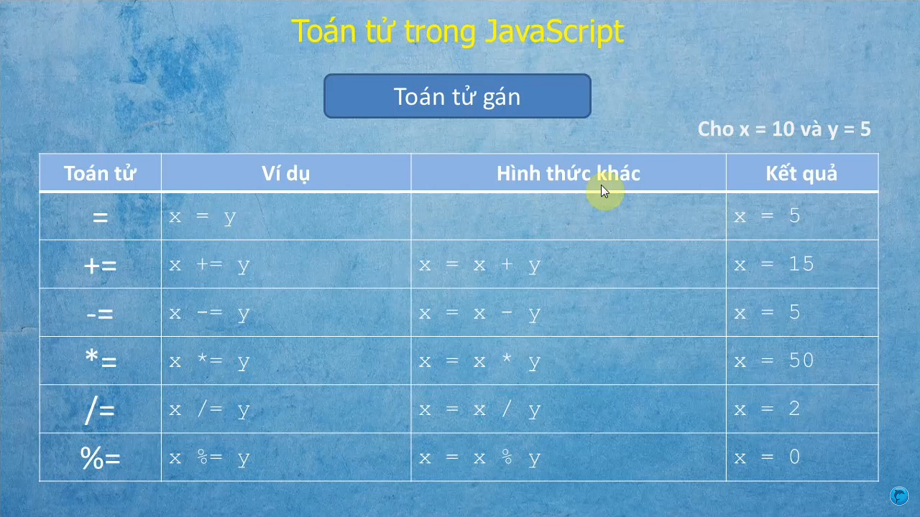 Toán tử trong JavaScript
Toán tử gán
Cho x = 10 và y = 5
Toán tử Ví dụ Hình thức khác Kết quả
= x = y x = 5
+= x += y x = x + y x = 15
-= x -= y x = x - y x = 5
*= x *= y x = x * y x = 50
/= x /= y x = x / y x = 2
%= x %= y x = x % y x = 0